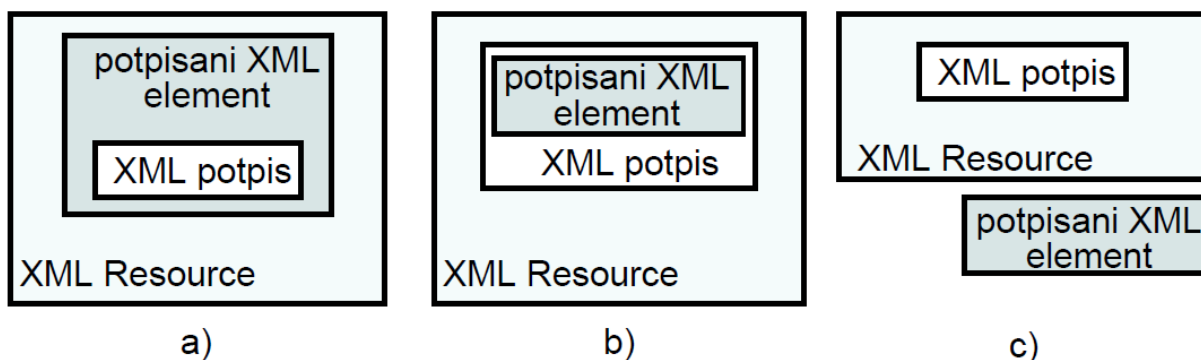 potpisani XML
element
XML potpis
XML Resource
a)
potpisani XML
element
XML potpis
XML Resource
b)
XML potpis
XML Resource
potpisani XML
element
c)